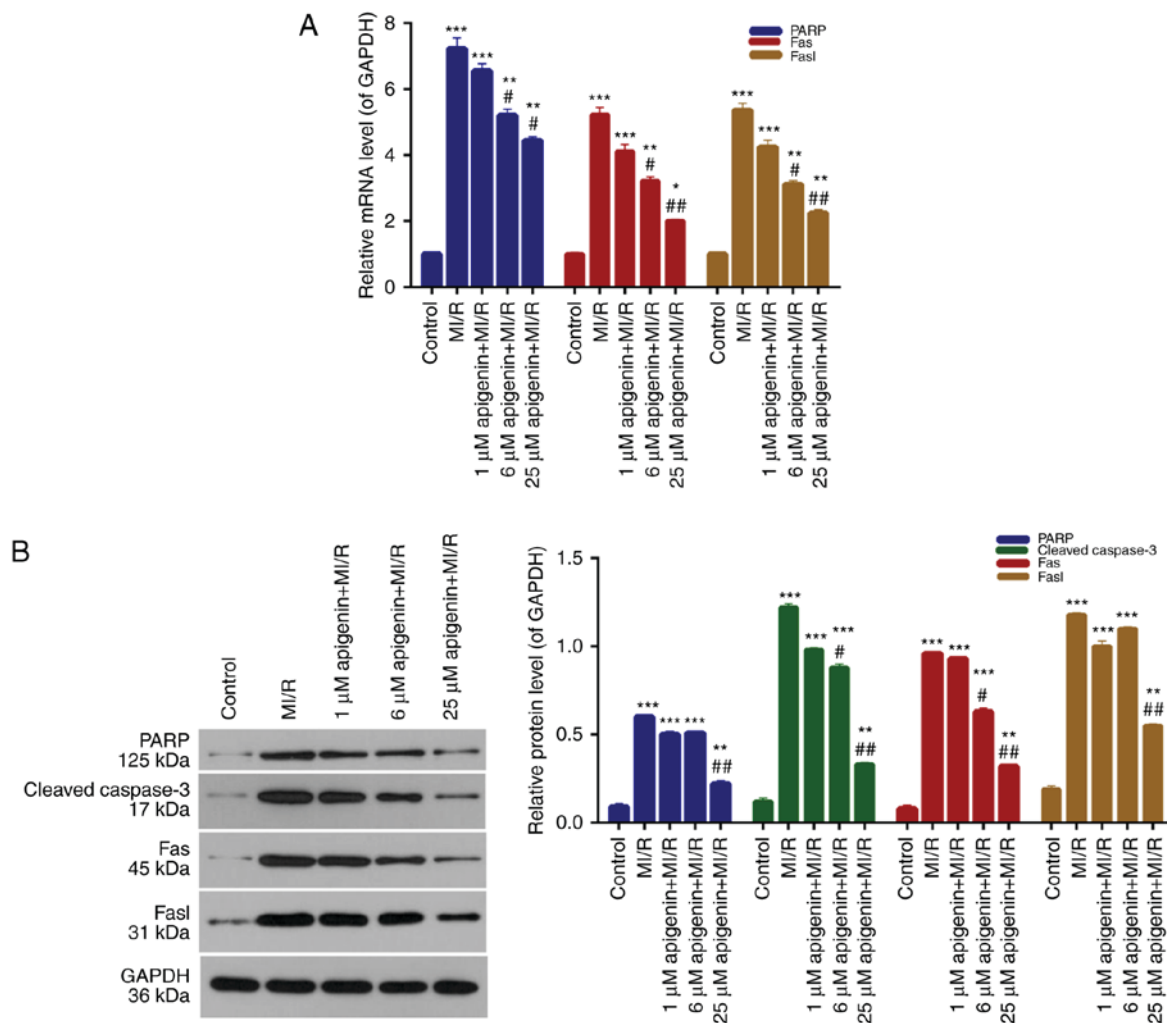 A
Relative mRNA level (of GAPDH)
8
6
4
2
0
PARP
Fas
Fasl
***
***
**
#
**
#
***
***
**
#
*
##
***
***
**
#
**
##
Control
MI/R
1 µM apigenin+MI/R
6 µM apigenin+MI/R
25 µM apigenin+MI/R
Control
MI/R
1 µM apigenin+MI/R
6 µM apigenin+MI/R
25 µM apigenin+MI/R
Control
MI/R
1 µM apigenin+MI/R
6 µM apigenin+MI/R
25 µM apigenin+MI/R
B
Control
MI/R
1 µM apigenin+MI/R
6 µM apigenin+MI/R
25 µM apigenin+MI/R
PARP
125 kDa
Cleaved caspase-3
17 kDa
Fas
45 kDa
Fasl
31 kDa
GAPDH
36 kDa
Relative protein level (of GAPDH)
1.5
1.0
0.5
0.0
PARP
Cleaved caspase-3
Fas
Fasl
***
***
***
**
##
***
***
***
#
**
##
***
***
***
#
**
##
***
***
***
**
##
Control
MI/R
1 µM apigenin+MI/R
6 µM apigenin+MI/R
25 µM apigenin+MI/R
Control
MI/R
1 µM apigenin+MI/R
6 µM apigenin+MI/R
25 µM apigenin+MI/R
Control
MI/R
1 µM apigenin+MI/R
6 µM apigenin+MI/R
25 µM apigenin+MI/R
Control
MI/R
1 µM apigenin+MI/R
6 µM apigenin+MI/R
25 µM apigenin+MI/R